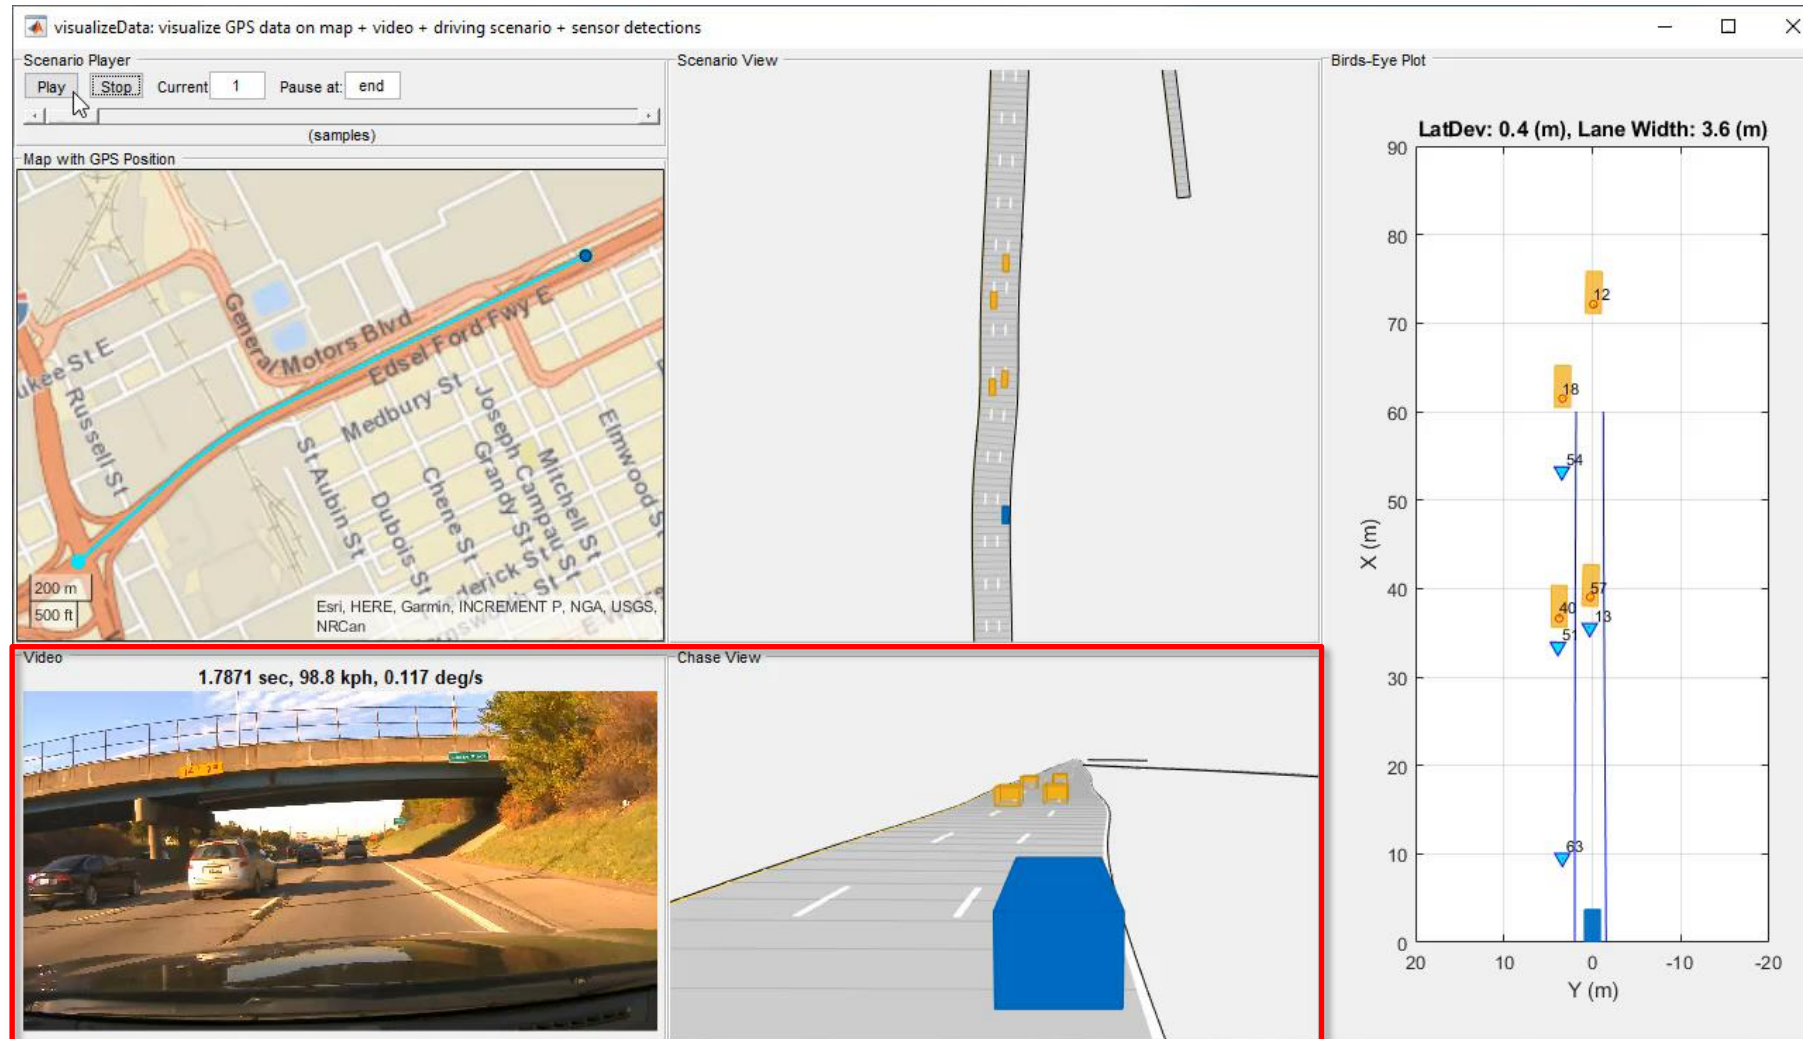 visualizeData: visualize GPS data on map + video + driving scenario + sensor detections
Scenario Player
Play
Stop
Current
1
Pause at:
end
(samples)
Map with GPS Position
General Motors Blvd
Edsel Ford Fwy E
Russell St
Medbury St
St Aubin St
Dubois St
Chene St
Grandy St
Joseph Campau St
Mitchell St
Elmwood St
200 m
500 ft
Esri, HERE, Garmin, INCREMENT P, NGA, USGS,
NRCan
Scenario View
Video
1.7871 sec, 98.8 kph, 0.117 deg/s
Chase View
Birds-Eye Plot
LatDev: 0.4 (m), Lane Width: 3.6 (m)
90
80
70
60
50
40
30
20
10
0
X (m)
12
18
54
57
40
13
51
63
20
10
0
-10
-20
Y (m)